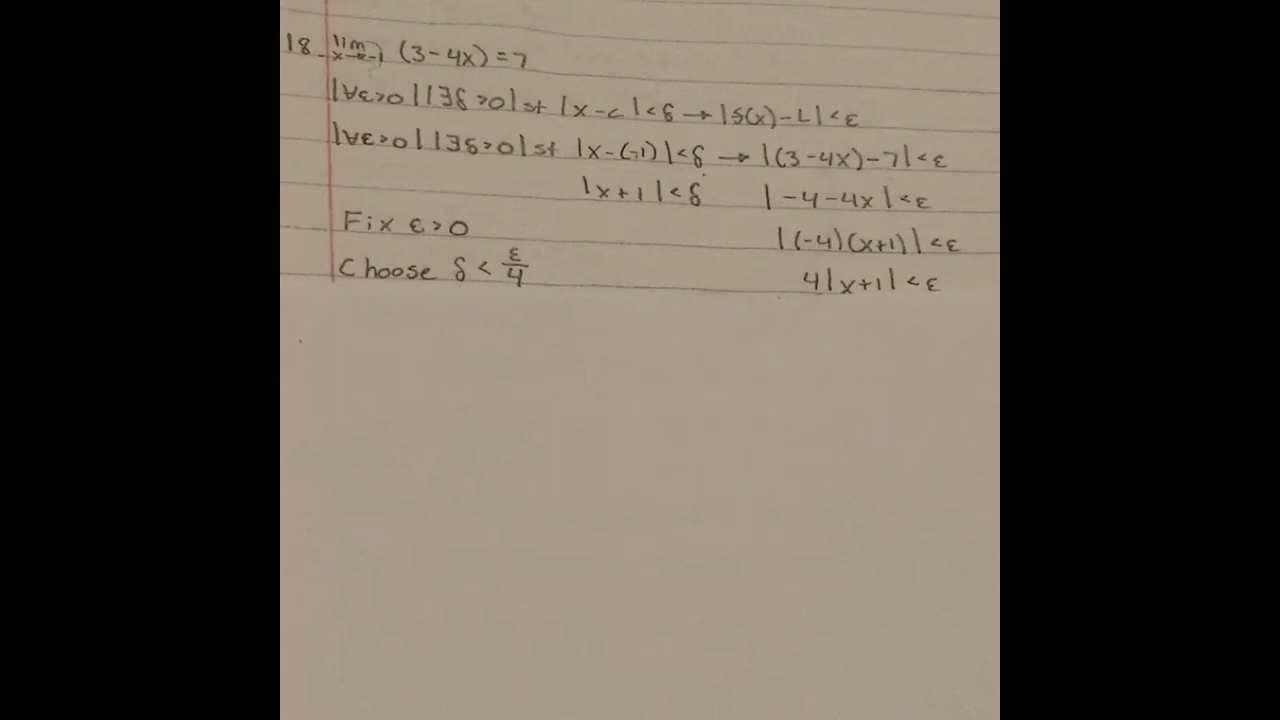 18. lim x→-1 (3-4x)=7
|∀ε>0||∃δ>0|st |x-c|<δ → |f(x)-L|<ε
|∀ε>0||∃δ>0|st |x-(-1)|<δ → |(3-4x)-7|<ε
|x+1|<δ |-4-4x|<ε
Fix ε>0 |(-4)(x+1)|<ε
Choose δ < ε/4 4|x+1|<ε